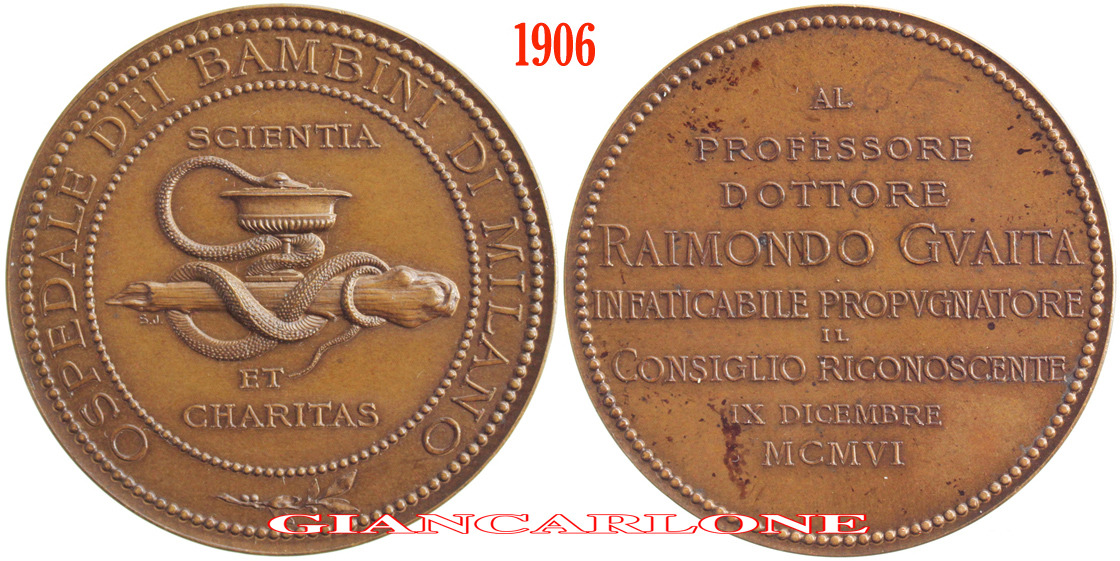 1906
OSPEDALE DEI BAMBINI DI MILANO
SCIENTIA
S.J.
ET
CHARITAS
65
AL
PROFESSORE
DOTTORE
RAIMONDO GVAITA
INFATICABILE PROPVGNATORE
IL
CONSIGLIO RICONOSCENTE
IX DICEMBRE
MCMVI
GIANCARLONE